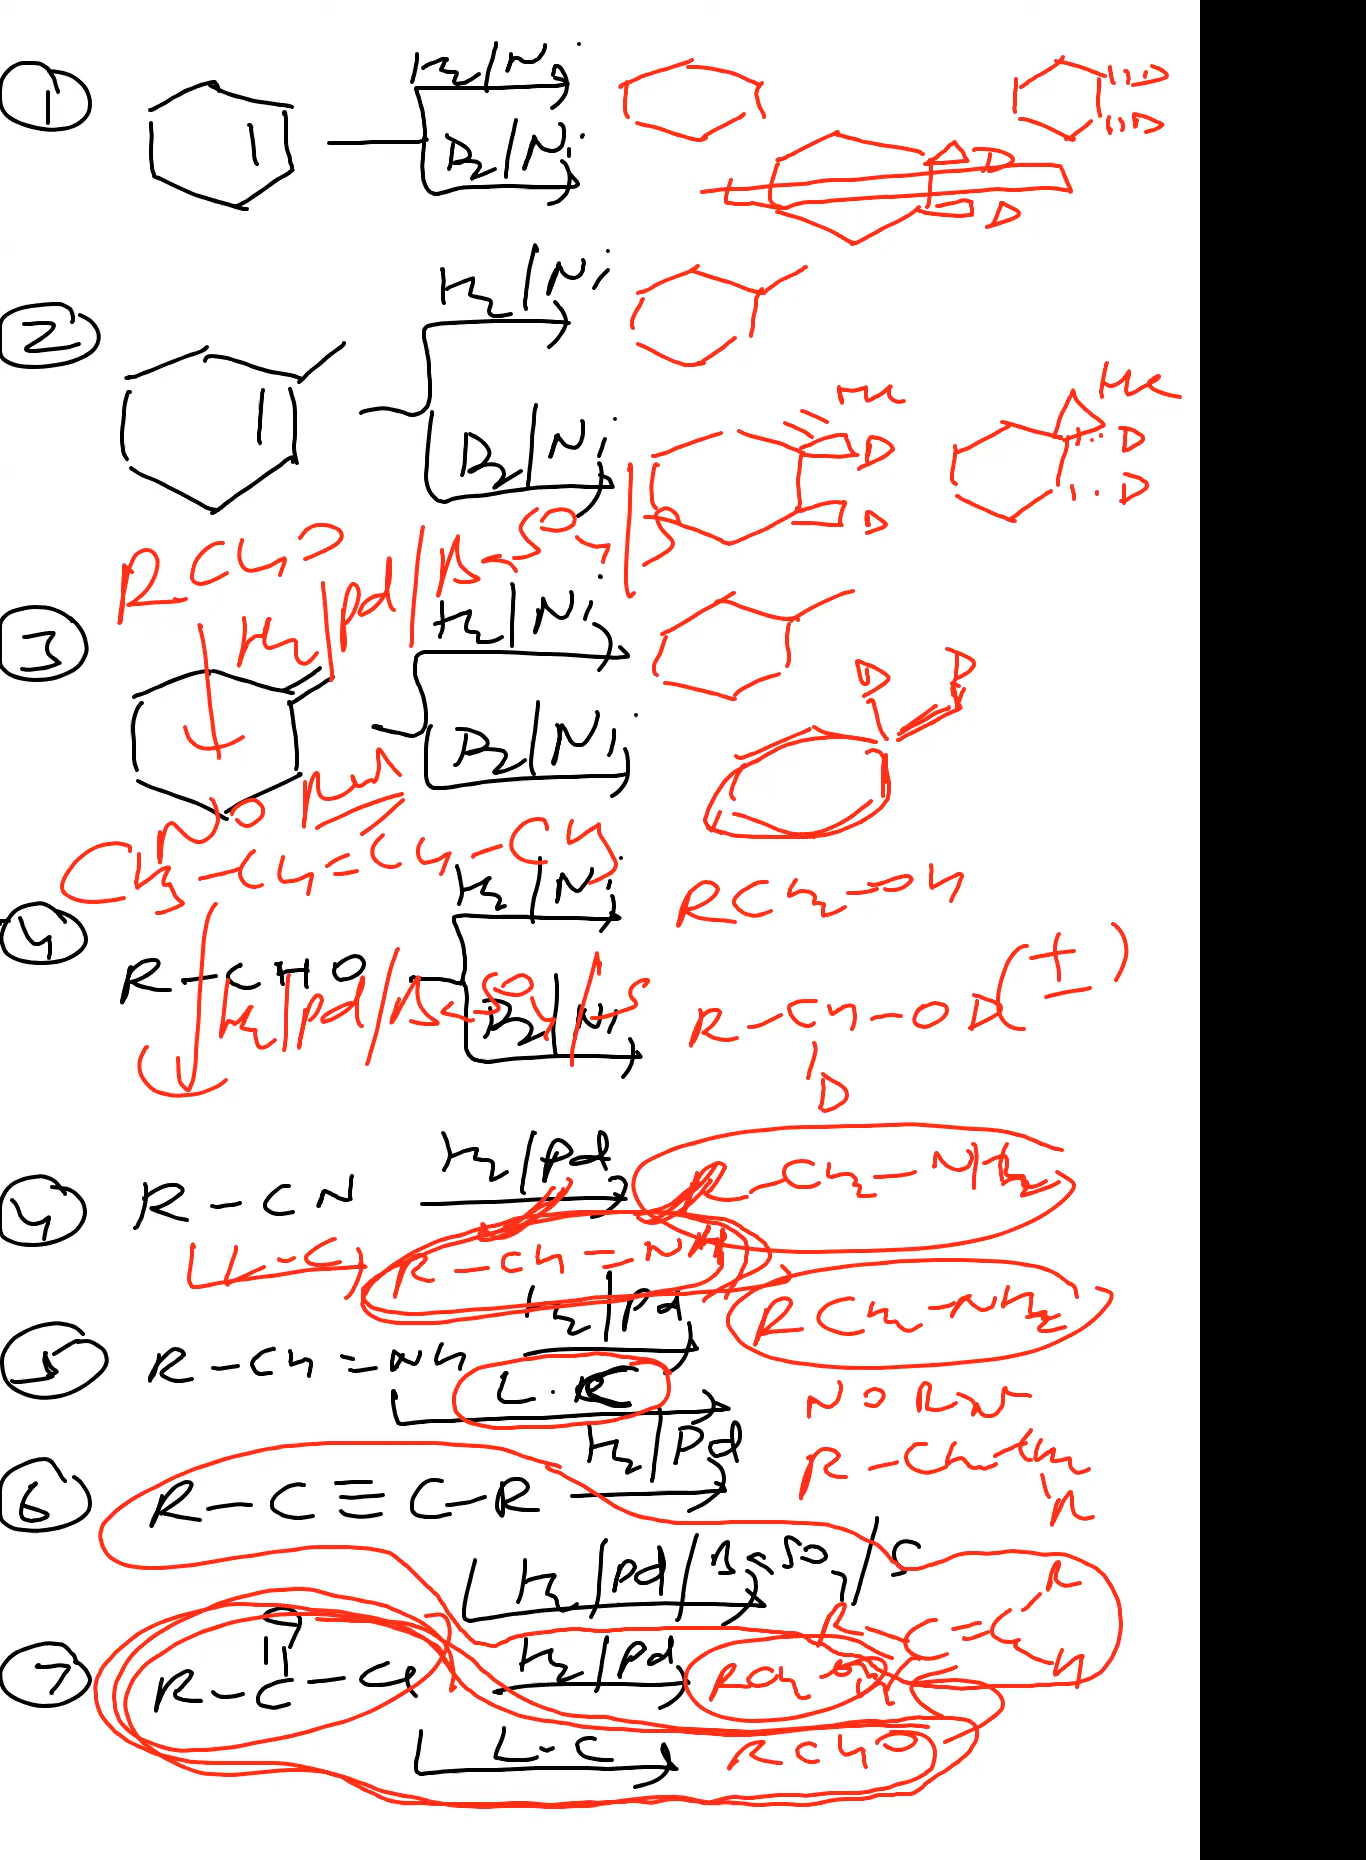 1 H2/Ni
D2/Ni D D
D D
2 H2/Ni
D2/Ni Me D D Me D D
RCHO
H2/Pd/BaSO4/S
3 H2/Ni
D2/Ni D D
NO Rxn
CH3-CH=CH-CH3
4 H2/Ni RCH2-OH
R-CHO D2/Ni R-CH-OD (±)
D
H2/Pd/BaSO4/S
4 R-CN H2/Pd -CH2-NH2
L-C R-CH=NH
5 R-CH=NH H2/Pd RCH2-NH2
L.C NO Rxn
6 R-C≡C-R H2/Pd R-CH2-CH2
R
H2/Pd/BaSO4/S R-C=C R H
7 R-C-Cl H2/Pd RCH2OH
O
L-C RCHO